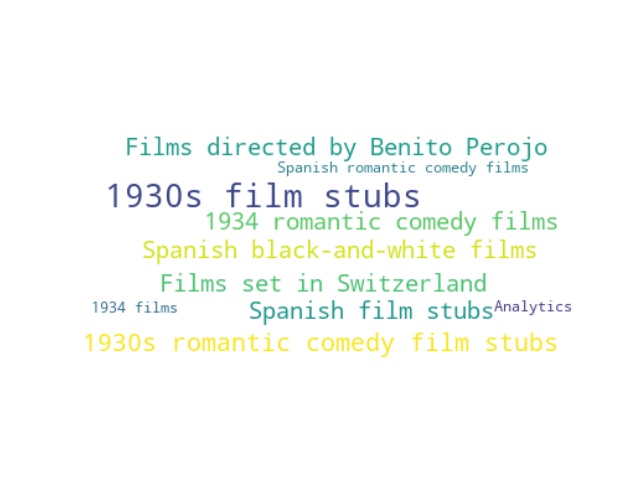 Films directed by Benito Perojo
Spanish romantic comedy films
1930s film stubs
1934 romantic comedy films
Spanish black-and-white films
Films set in Switzerland
1934 films
Spanish film stubs
Analytics
1930s romantic comedy film stubs